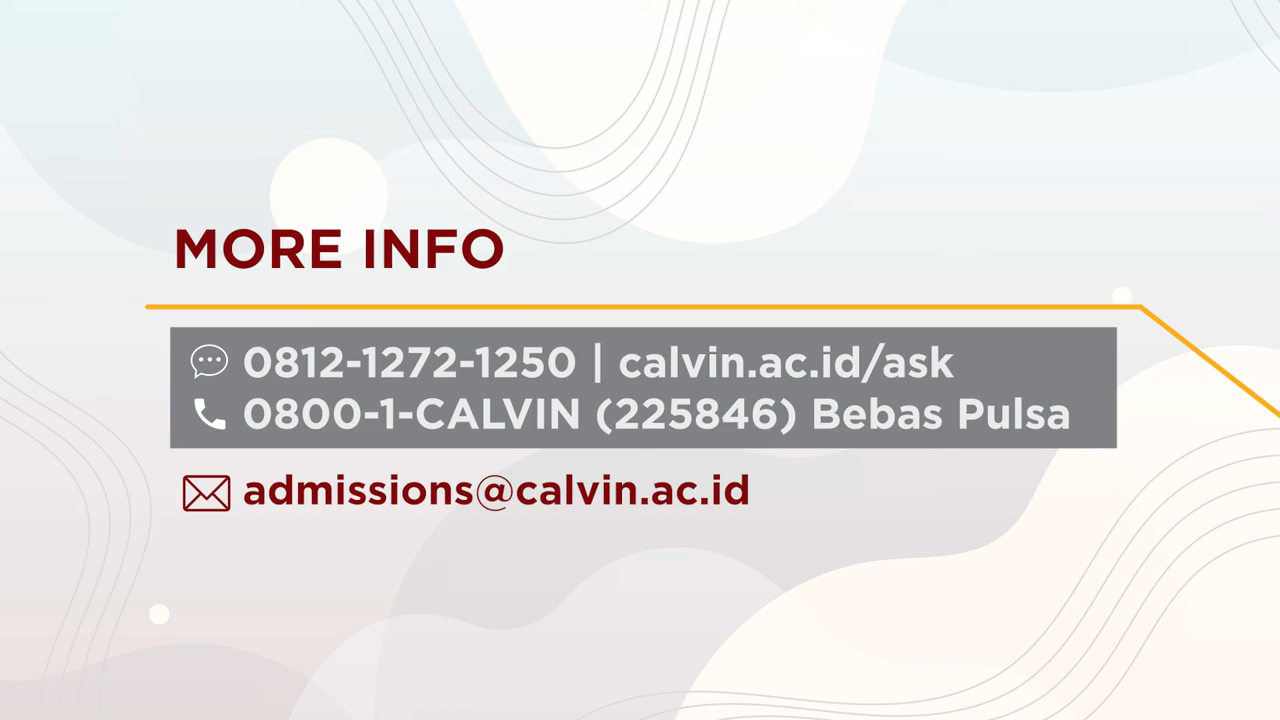 MORE INFO
0812-1272-1250 | calvin.ac.id/ask
0800-1-CALVIN (225846) Bebas Pulsa
admissions@calvin.ac.id